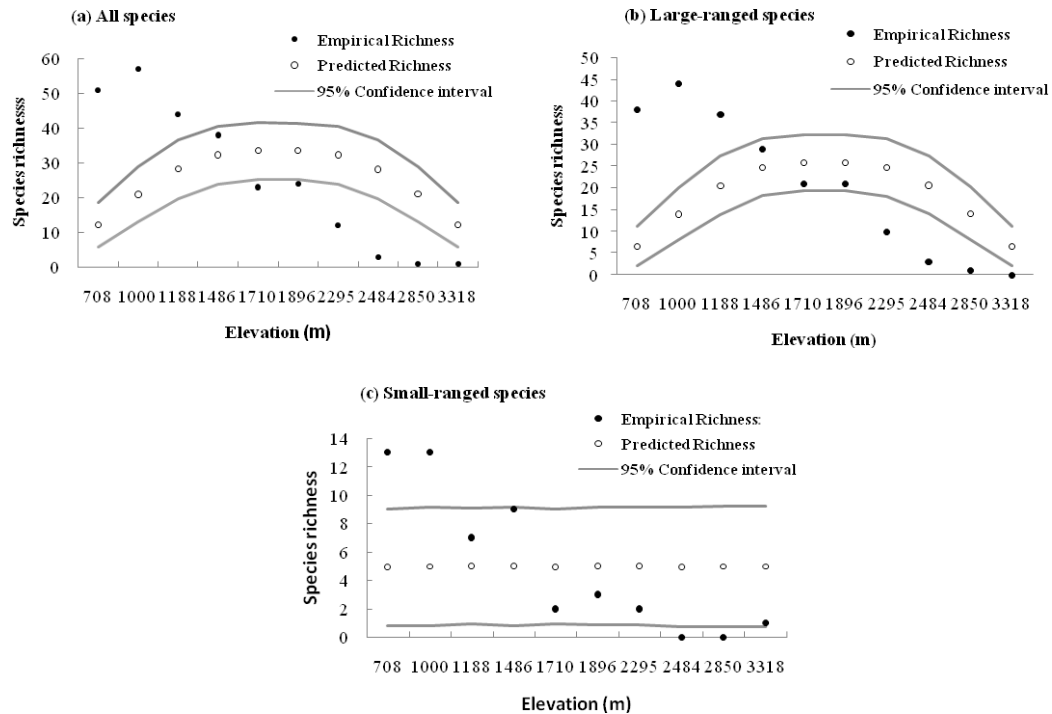 (a) All species
Empirical Richness
Predicted Richness
95% Confidence interval
Species richnesss
60
50
40
30
20
10
0
708 1000 1188 1486 1710 1896 2295 2484 2850 3318
Elevation (m)
(b) Large-ranged species
Empirical Richness
Predicted Richness
95% Confidence interval
Species richness
50
45
40
35
30
25
20
15
10
5
0
708 1000 1188 1486 1710 1896 2295 2484 2850 3318
Elevation (m)
(c) Small-ranged species
Empirical Richness:
Predicted Richness
95% Confidence interval
Species richness
14
12
10
8
6
4
2
0
708 1000 1188 1486 1710 1896 2295 2484 2850 3318
Elevation (m)